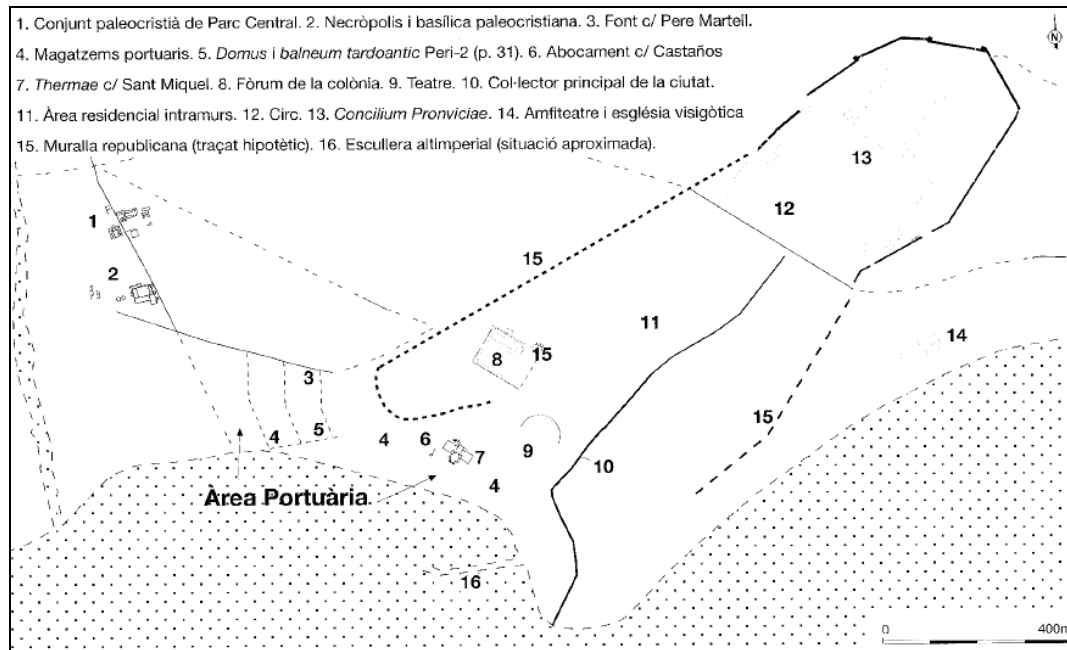 1. Conjunt paleocristià de Parc Central. 2. Necròpolis i basílica paleocristiana. 3. Font c/ Pere Martell.
4. Magatzems portuaris. 5. Domus i balneum tardoantic Peri-2 (p. 31). 6. Abocament c/ Castaños
7. Thermae c/ Sant Miquel. 8. Fòrum de la colònia. 9. Teatre. 10. Col·lector principal de la ciutat.
11. Àrea residencial intramurs. 12. Circ. 13. Concilium Pronviciae. 14. Amfiteatre i església visigòtica
15. Muralla republicana (traçat hipotètic). 16. Escullera altimperial (situació aproximada).
N
13
1
12
2
15
11
14
8
15
3
15
4
5
4
6
7
9
10
4
Àrea Portuària
16
0 400m